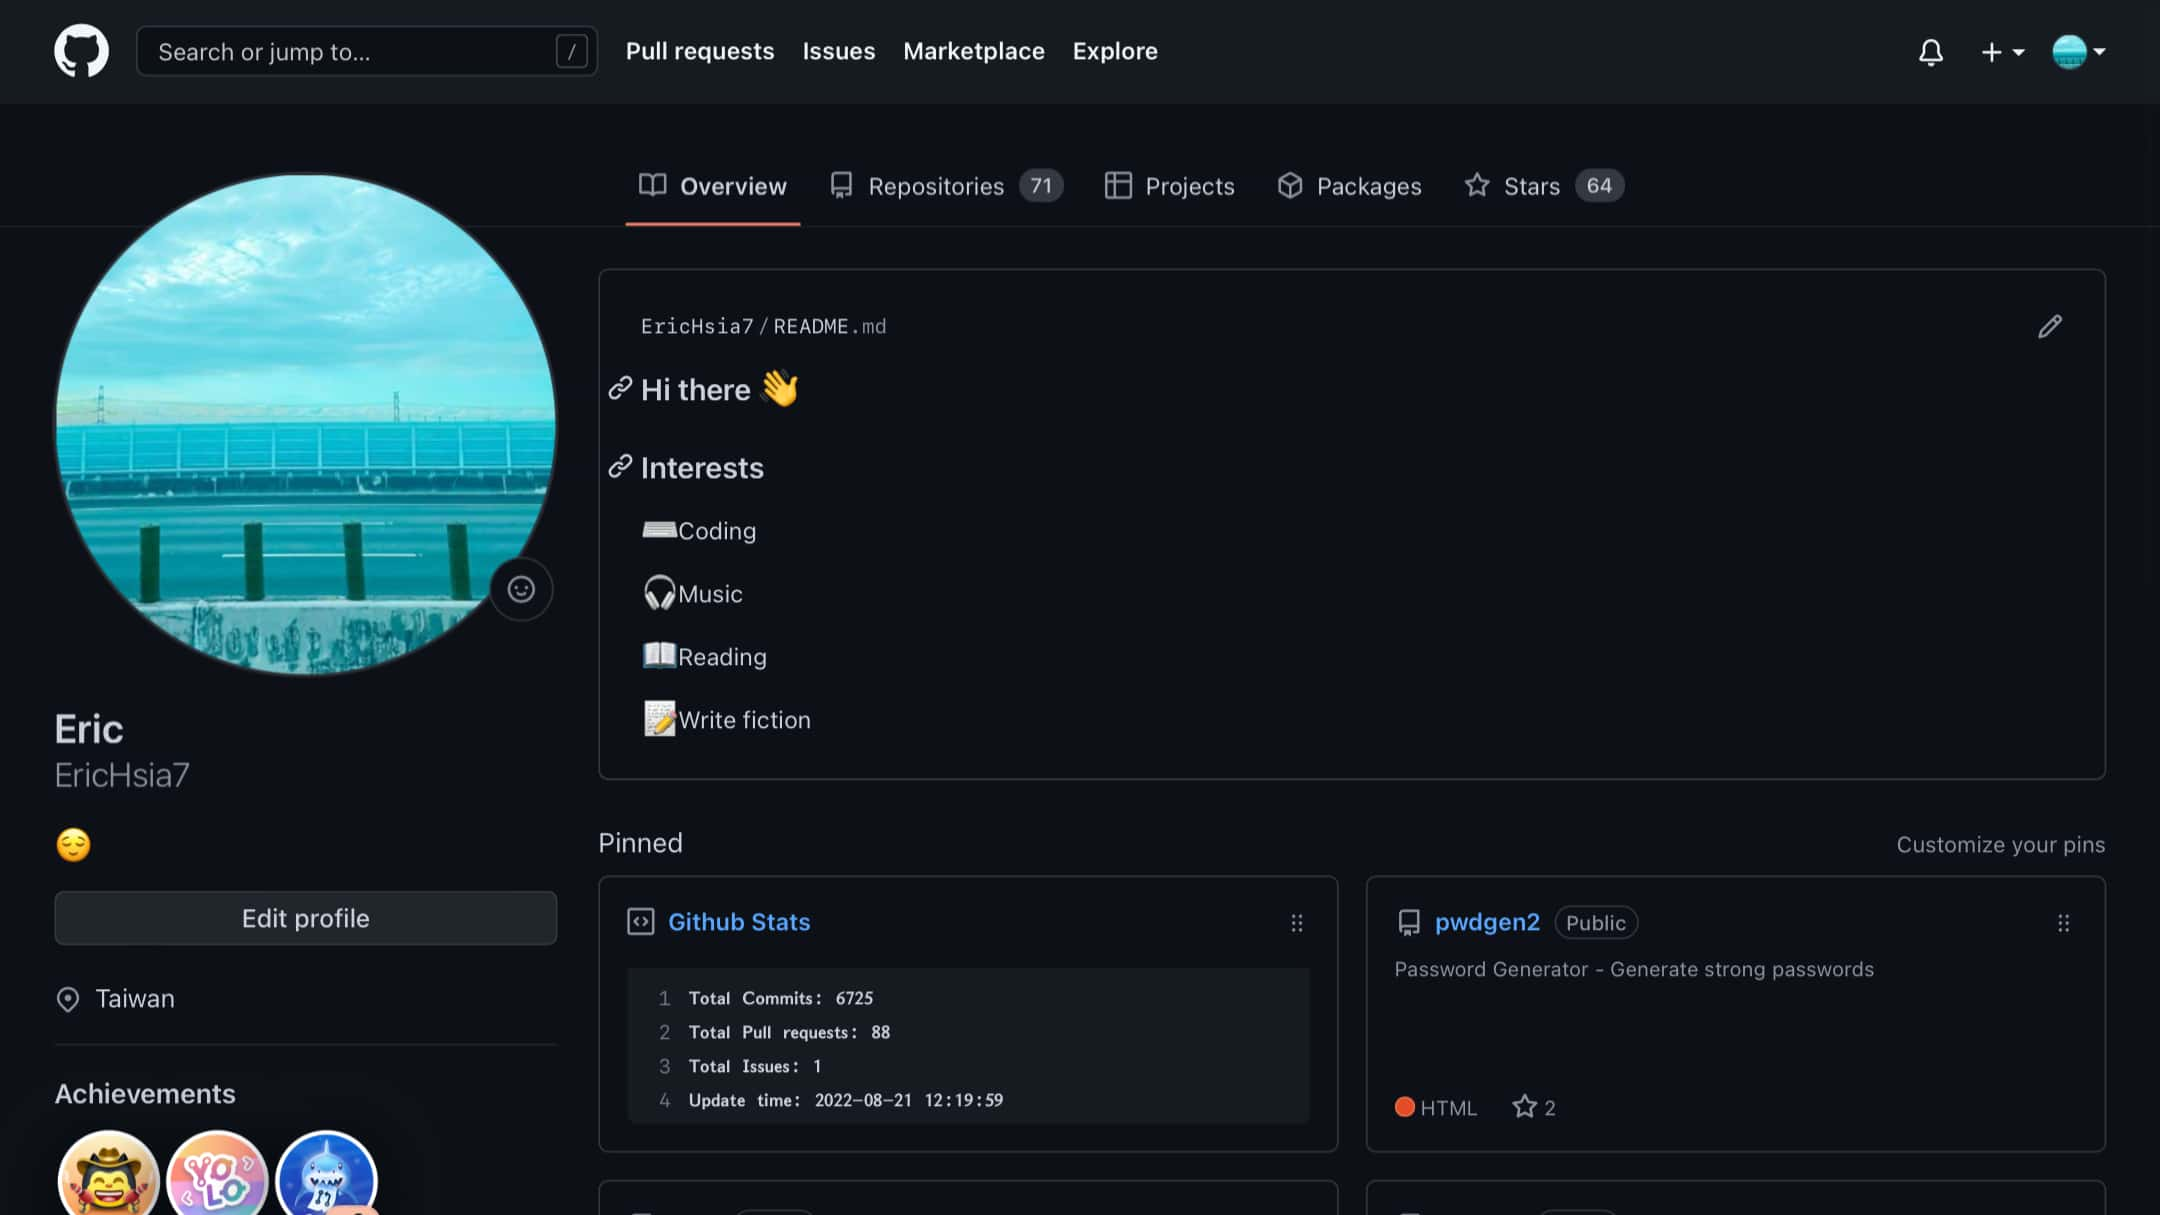 Search or jump to... /
Pull requests Issues Marketplace Explore
Overview Repositories 71 Projects Packages Stars 64
EricHsia7/README.md
Hi there 👋
Interests
⌨️Coding
🎧Music
📖Reading
📝Write fiction
Eric
EricHsia7
😌
Edit profile
Taiwan
Achievements
YOLO
Pinned
Customize your pins
Github Stats
1 Total Commits: 6725
2 Total Pull requests: 88
3 Total Issues: 1
4 Update time: 2022-08-21 12:19:59
pwdgen2 Public
Password Generator - Generate strong passwords
HTML 2